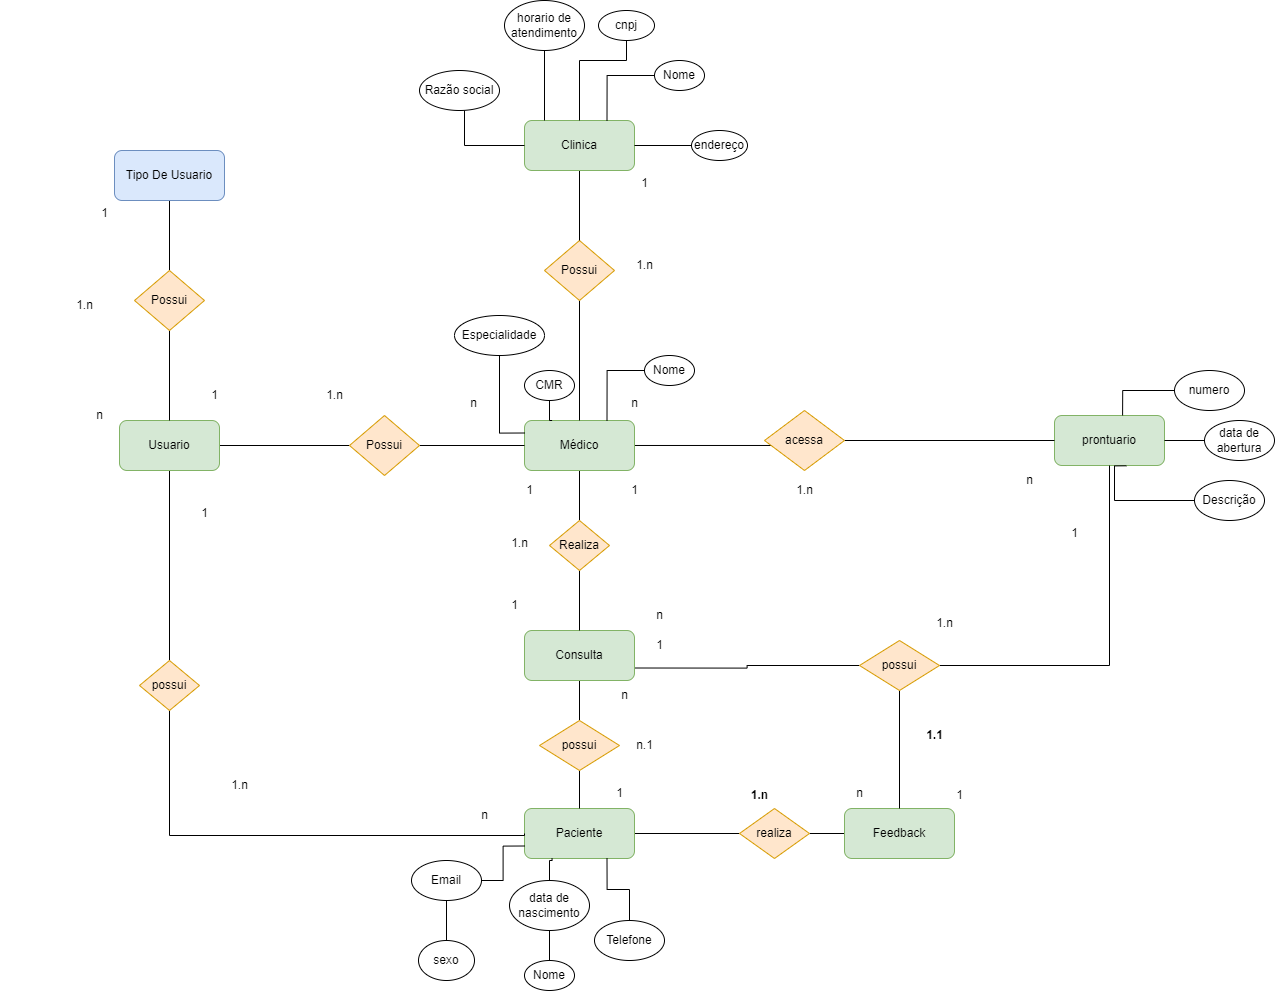 horario de
atendimento
cnpj
Nome
Razão social
Clinica
endereço
Tipo De Usuario
1
1
Possui
1.n
Possui
1.n
Especialidade
Nome
CMR
numero
1
1.n
n
n
n
Usuario
Possui
Médico
acessa
prontuario
data de
abertura
1
1
1.n
n
Descrição
1
1.n
Realiza
1
1
n
1.n
1
Consulta
possui
possui
n
possui
n.1
1.1
1.n
1
1.n
n
1
n
Paciente
realiza
Feedback
Email
data de
nascimento
Telefone
sexo
Nome